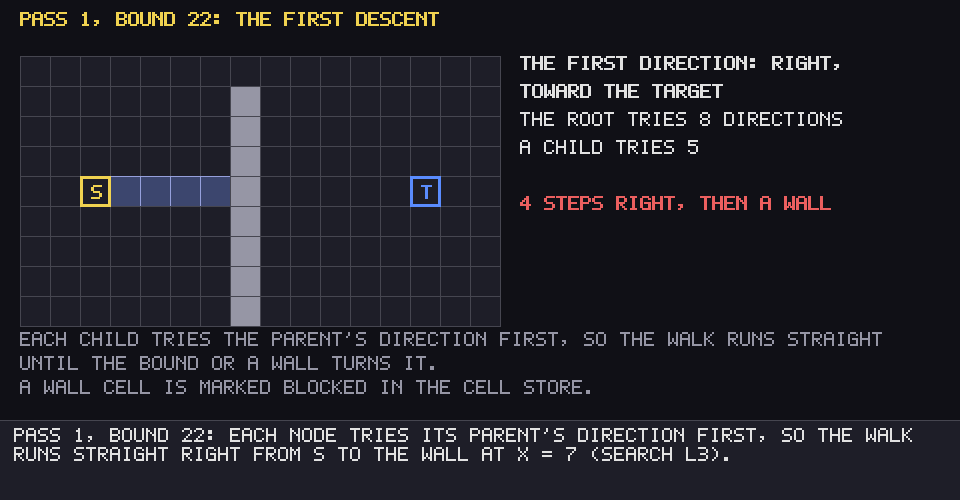 PASS 1, BOUND 22: THE FIRST DESCENT
THE FIRST DIRECTION: RIGHT,
TOWARD THE TARGET
THE ROOT TRIES 8 DIRECTIONS
A CHILD TRIES 5
S
T
4 STEPS RIGHT, THEN A WALL
EACH CHILD TRIES THE PARENT'S DIRECTION FIRST, SO THE WALK RUNS STRAIGHT
UNTIL THE BOUND OR A WALL TURNS IT.
A WALL CELL IS MARKED BLOCKED IN THE CELL STORE.
PASS 1, BOUND 22: EACH NODE TRIES ITS PARENT'S DIRECTION FIRST, SO THE WALK
RUNS STRAIGHT RIGHT FROM S TO THE WALL AT X = 7 (SEARCH L3).